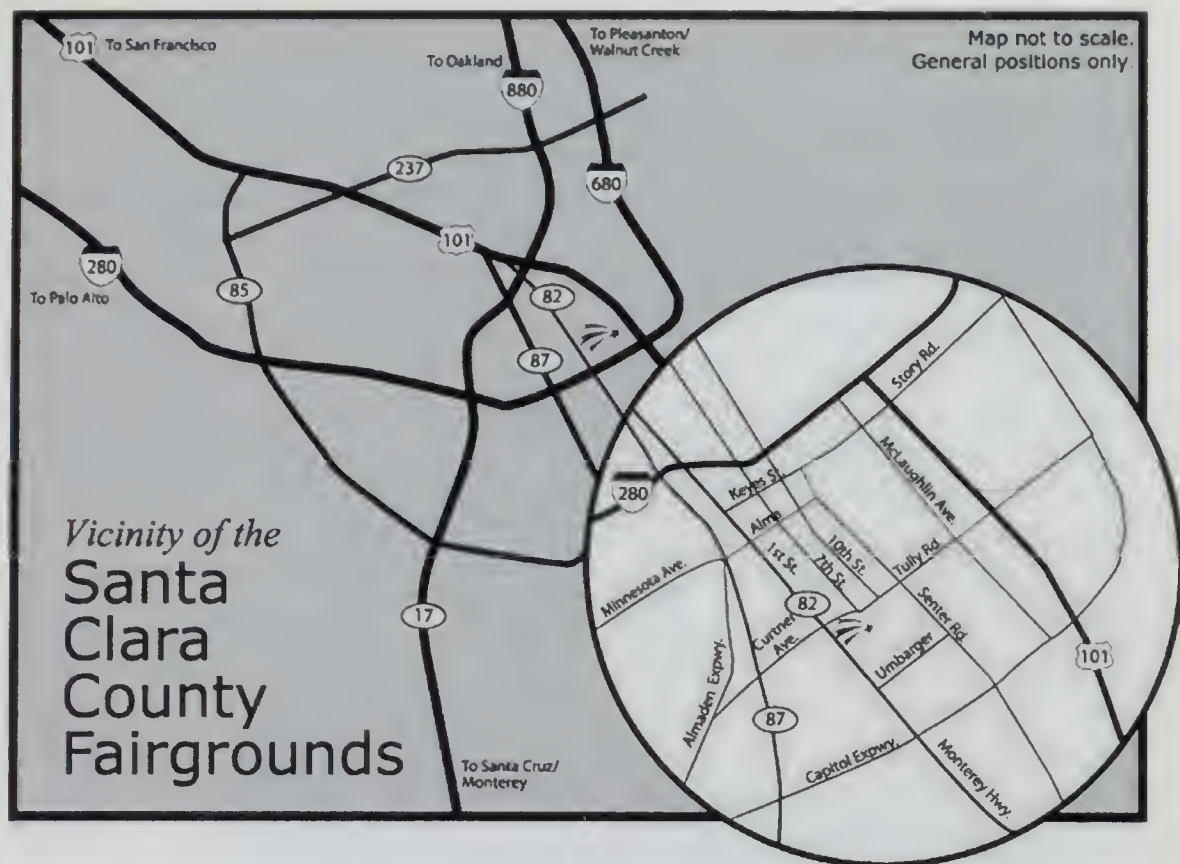 Map not to scale.
General positions only.
101
To San Francisco
To Oakland
880
To Pleasanton/
Walnut Creek
237
680
101
280
To Palo Alto
85
82
87
17
To Santa Cruz/
Monterey
Vicinity of the
Santa
Clara
County
Fairgrounds
Story Rd.
McLaughlin Ave.
280
Keyes St.
Alma
1st St.
7th St.
10th St.
Tully Rd.
Minnesota Ave.
82
Curtner
Ave.
Senter Rd.
Umbarger
101
Almaden Expwy.
87
Capitol Expwy.
Monterey Hwy.